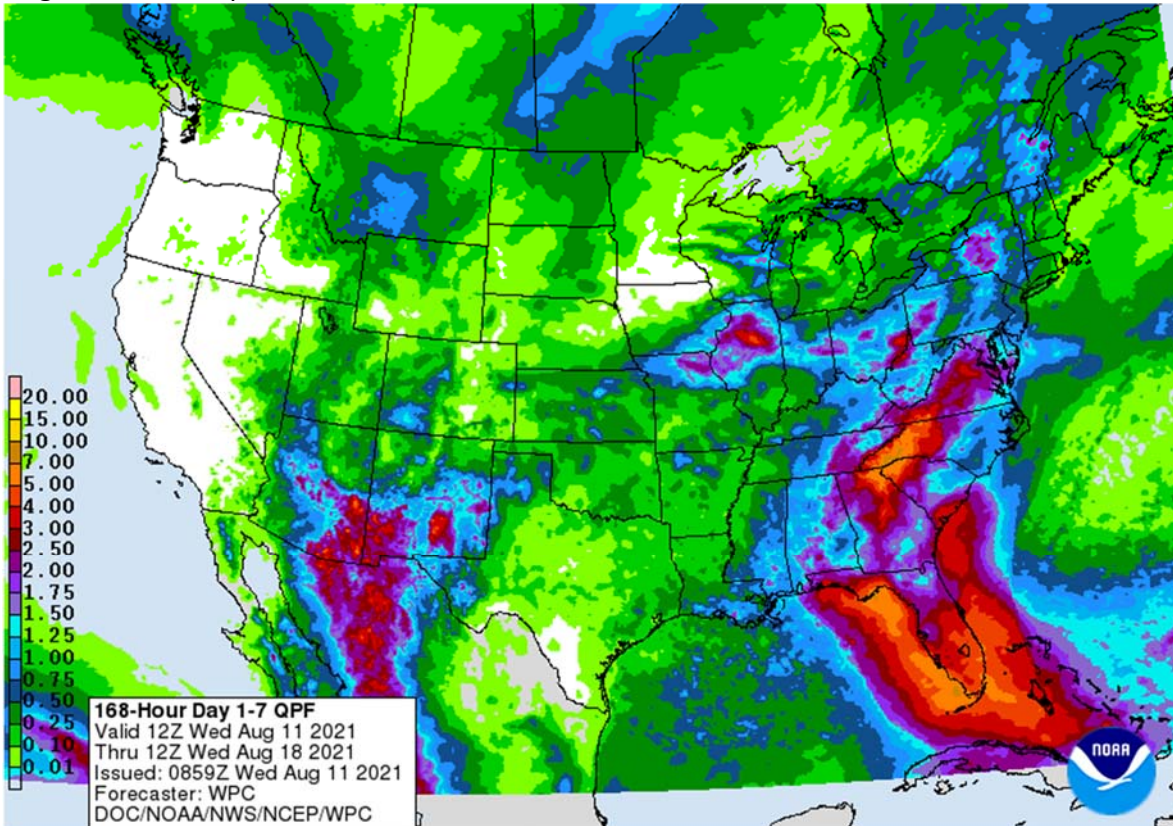 20.00
15.00
10.00
7.00
5.00
4.00
3.00
2.50
2.00
1.75
1.50
1.25
1.00
0.75
0.50
0.25
0.10
0.01
168-Hour Day 1-7 QPF
Valid 12Z Wed Aug 11 2021
Thru 12Z Wed Aug 18 2021
Issued: 0859Z Wed Aug 11 2021
Forecaster: WPC
DOC/NOAA/NWS/NCEP/WPC
NOAA